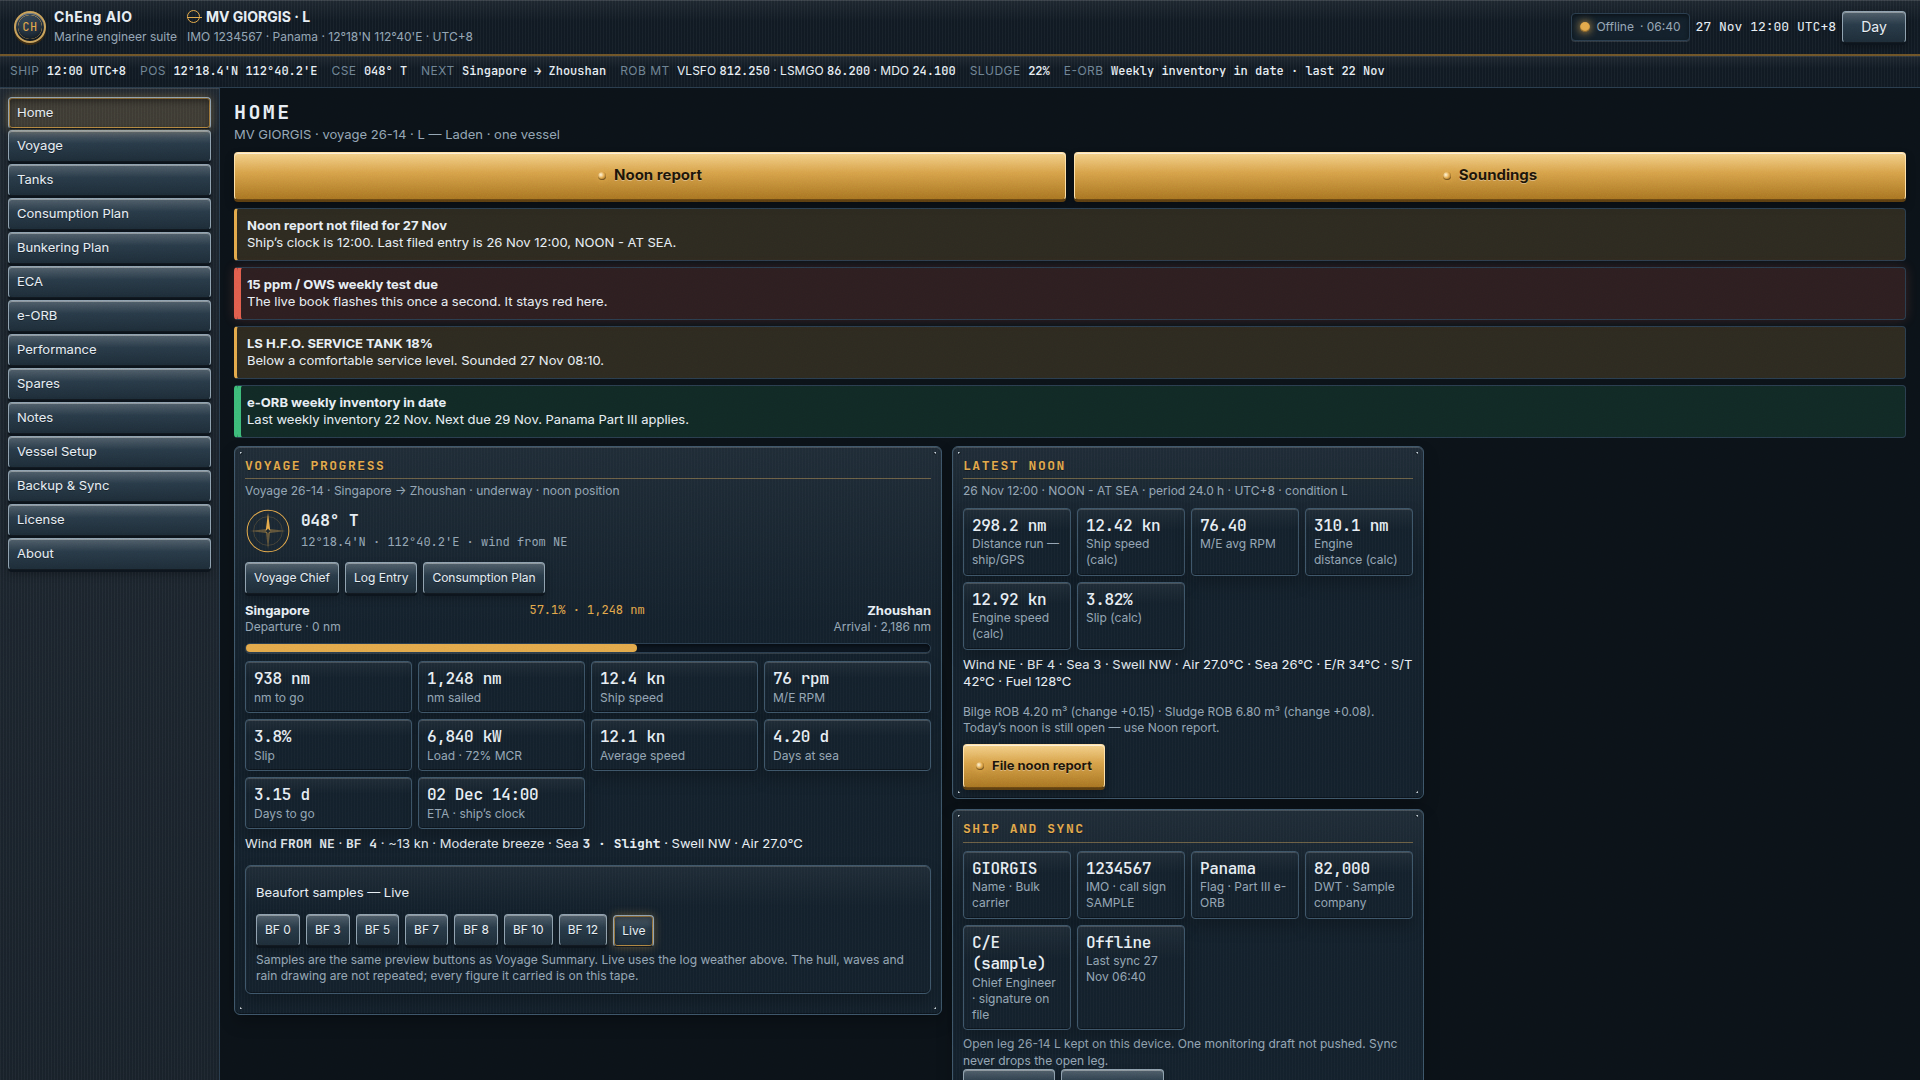 CH
ChEng AIO
Marine engineer suite
MV GIORGIS · L
IMO 1234567 · Panama · 12°18'N 112°40'E · UTC+8
Offline · 06:40
27 Nov 12:00 UTC+8
Day
SHIP 12:00 UTC+8 POS 12°18.4'N 112°40.2'E CSE 048° T NEXT Singapore → Zhoushan ROB MT VLSFO 812.250 · LSMGO 86.200 · MDO 24.100 SLUDGE 22% E-ORB Weekly inventory in date · last 22 Nov
Home
Voyage
Tanks
Consumption Plan
Bunkering Plan
ECA
e-ORB
Performance
Spares
Notes
Vessel Setup
Backup & Sync
License
About
HOME
MV GIORGIS · voyage 26-14 · L — Laden · one vessel
Noon report
Soundings
Noon report not filed for 27 Nov
Ship's clock is 12:00. Last filed entry is 26 Nov 12:00, NOON - AT SEA.
15 ppm / OWS weekly test due
The live book flashes this once a second. It stays red here.
LS H.F.O. SERVICE TANK 18%
Below a comfortable service level. Sounded 27 Nov 08:10.
e-ORB weekly inventory in date
Last weekly inventory 22 Nov. Next due 29 Nov. Panama Part III applies.
VOYAGE PROGRESS
Voyage 26-14 · Singapore → Zhoushan · underway · noon position
048° T
12°18.4'N · 112°40.2'E · wind from NE
Voyage Chief
Log Entry
Consumption Plan
Singapore
Departure · 0 nm
57.1% · 1,248 nm
Zhoushan
Arrival · 2,186 nm
938 nm
nm to go
1,248 nm
nm sailed
12.4 kn
Ship speed
76 rpm
M/E RPM
3.8%
Slip
6,840 kW
Load · 72% MCR
12.1 kn
Average speed
4.20 d
Days at sea
3.15 d
Days to go
02 Dec 14:00
ETA · ship's clock
Wind FROM NE · BF 4 · ~13 kn · Moderate breeze · Sea 3 · Slight · Swell NW · Air 27.0°C
Beaufort samples — Live
BF 0
BF 3
BF 5
BF 7
BF 8
BF 10
BF 12
Live
Samples are the same preview buttons as Voyage Summary. Live uses the log weather above. The hull, waves and
rain drawing are not repeated; every figure it carried is on this tape.
LATEST NOON
26 Nov 12:00 · NOON - AT SEA · period 24.0 h · UTC+8 · condition L
298.2 nm
Distance run —
ship/GPS
12.42 kn
Ship speed
(calc)
76.40
M/E avg RPM
310.1 nm
Engine
distance (calc)
12.92 kn
Engine speed
(calc)
3.82%
Slip (calc)
Wind NE · BF 4 · Sea 3 · Swell NW · Air 27.0°C · Sea 26°C · E/R 34°C · S/T
42°C · Fuel 128°C
Bilge ROB 4.20 m³ (change +0.15) · Sludge ROB 6.80 m³ (change +0.08).
Today's noon is still open — use Noon report.
File noon report
SHIP AND SYNC
GIORGIS
Name · Bulk
carrier
1234567
IMO · call sign
SAMPLE
Panama
Flag · Part III e-
ORB
82,000
DWT · Sample
company
C/E
(sample)
Chief Engineer
· signature on
file
Offline
Last sync 27
Nov 06:40
Open leg 26-14 L kept on this device. One monitoring draft not pushed. Sync
never drops the open leg.